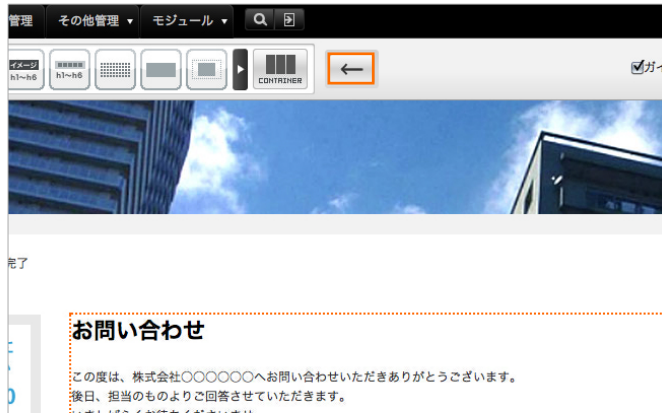 管理 その他管理 ▼ モジュール ▼
イメージ
h1~h6 h1~h6 CONTAINER ← ガイ
完了
お問い合わせ
この度は、株式会社〇〇〇〇〇〇へお問い合わせいただきありがとうございます。
後日、担当のものよりご回答させていただきます。